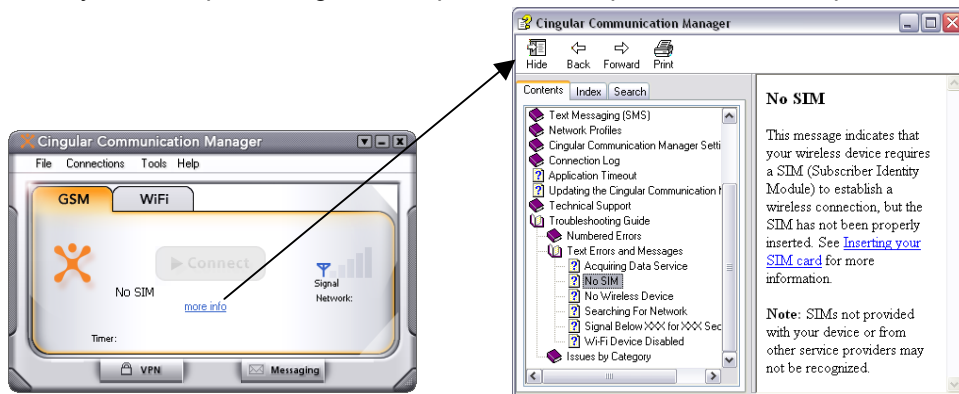 Cingular Communication Manager
File Connections Tools Help
GSM WiFi
Connect
No SIM
more info
Signal
Network:
Timer:
VPN Messaging
Cingular Communication Manager
Hide Back Forward Print
Contents Index Search
Text Messaging (SMS)
Network Profiles
Cingular Communication Manager Setti
Connection Log
Application Timeout
Updating the Cingular Communication
Technical Support
Troubleshooting Guide
Numbered Errors
Text Errors and Messages
Acquiring Data Service
No SIM
No Wireless Device
Searching For Network
Signal Below XXX for XXX Sec
Wi-Fi Device Disabled
Issues by Category
No SIM
This message indicates that
your wireless device requires
a SIM (Subscriber Identity
Module) to establish a
wireless connection, but the
SIM has not been properly
inserted. See Inserting your
SIM card for more
information.
Note: SIMs not provided
with your device or from
other service providers may
not be recognized.